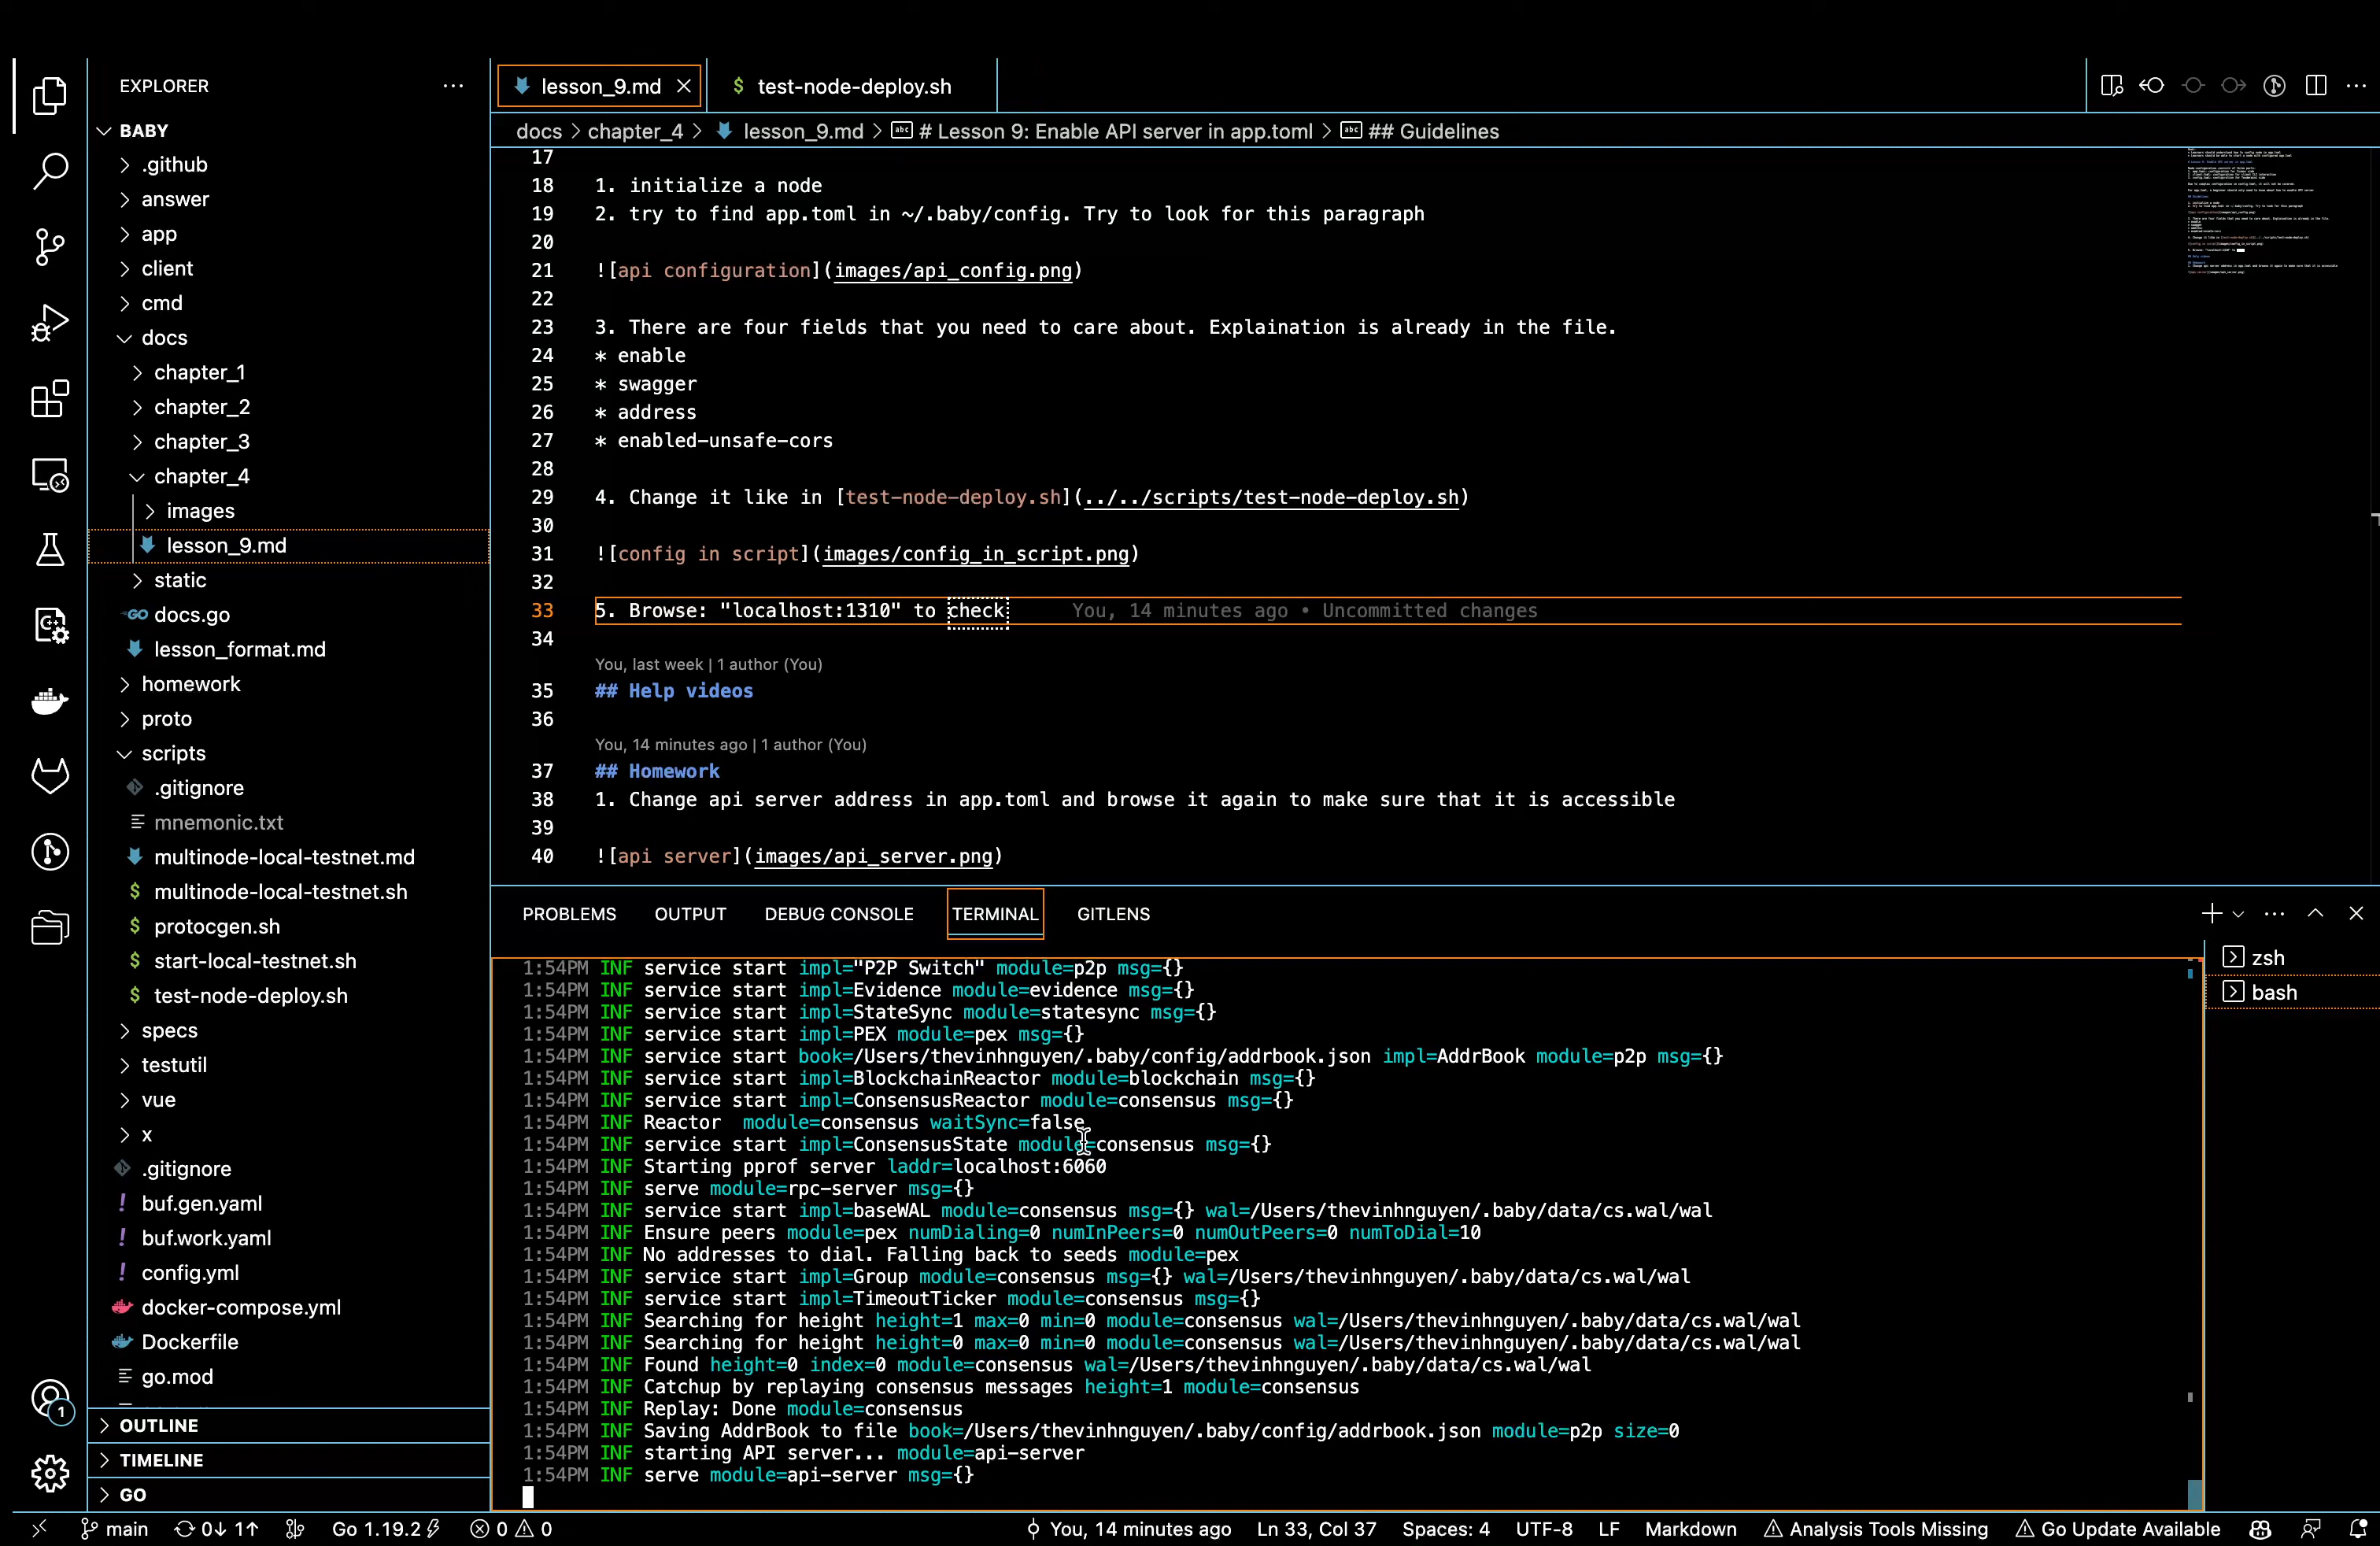 EXPLORER
BABY
.github
answer
app
client
cmd
docs
chapter_1
chapter_2
chapter_3
chapter_4
images
lesson_9.md
static
docs.go
lesson_format.md
homework
proto
scripts
.gitignore
mnemonic.txt
multinode-local-testnet.md
multinode-local-testnet.sh
protocgen.sh
start-local-testnet.sh
test-node-deploy.sh
specs
testutil
vue
x
.gitignore
buf.gen.yaml
buf.work.yaml
config.yml
docker-compose.yml
Dockerfile
go.mod
OUTLINE
TIMELINE
GO
lesson_9.md
$ test-node-deploy.sh
docs > chapter_4 > lesson_9.md > # Lesson 9: Enable API server in app.toml > ## Guidelines
17
18 1. initialize a node
19 2. try to find app.toml in ~/.baby/config. Try to look for this paragraph
20
21 ![api configuration](images/api_config.png)
22
23 3. There are four fields that you need to care about. Explaination is already in the file.
24 * enable
25 * swagger
26 * address
27 * enabled-unsafe-cors
28
29 4. Change it like in [test-node-deploy.sh](../../scripts/test-node-deploy.sh)
30
31 ![config in script](images/config_in_script.png)
32
33 5. Browse: "localhost:1310" to check You, 14 minutes ago • Uncommitted changes
34
You, last week | 1 author (You)
35 ## Help videos
36
You, 14 minutes ago | 1 author (You)
37 ## Homework
38 1. Change api server address in app.toml and browse it again to make sure that it is accessible
39
40 ![api server](images/api_server.png)
PROBLEMS OUTPUT DEBUG CONSOLE TERMINAL GITLENS
zsh
bash
1:54PM INF service start impl="P2P Switch" module=p2p msg={}
1:54PM INF service start impl=Evidence module=evidence msg={}
1:54PM INF service start impl=StateSync module=statesync msg={}
1:54PM INF service start impl=PEX module=pex msg={}
1:54PM INF service start book=/Users/thevinhnguyen/.baby/config/addrbook.json impl=AddrBook module=p2p msg={}
1:54PM INF service start impl=BlockchainReactor module=blockchain msg={}
1:54PM INF service start impl=ConsensusReactor module=consensus msg={}
1:54PM INF Reactor module=consensus waitSync=false
1:54PM INF service start impl=ConsensusState module=consensus msg={}
1:54PM INF Starting pprof server laddr=localhost:6060
1:54PM INF serve module=rpc-server msg={}
1:54PM INF service start impl=baseWAL module=consensus msg={} wal=/Users/thevinhnguyen/.baby/data/cs.wal/wal
1:54PM INF Ensure peers module=pex numDialing=0 numInPeers=0 numOutPeers=0 numToDial=10
1:54PM INF No addresses to dial. Falling back to seeds module=pex
1:54PM INF service start impl=Group module=consensus msg={} wal=/Users/thevinhnguyen/.baby/data/cs.wal/wal
1:54PM INF service start impl=TimeoutTicker module=consensus msg={}
1:54PM INF Searching for height height=1 max=0 min=0 module=consensus wal=/Users/thevinhnguyen/.baby/data/cs.wal/wal
1:54PM INF Searching for height height=0 max=0 min=0 module=consensus wal=/Users/thevinhnguyen/.baby/data/cs.wal/wal
1:54PM INF Found height=0 index=0 module=consensus wal=/Users/thevinhnguyen/.baby/data/cs.wal/wal
1:54PM INF Catchup by replaying consensus messages height=1 module=consensus
1:54PM INF Replay: Done module=consensus
1:54PM INF Saving AddrBook to file book=/Users/thevinhnguyen/.baby/config/addrbook.json module=p2p size=0
1:54PM INF starting API server... module=api-server
1:54PM INF serve module=api-server msg={}
1
main 0↓ 1↑ Go 1.19.2 0 0 You, 14 minutes ago Ln 33, Col 37 Spaces: 4 UTF-8 LF Markdown Analysis Tools Missing Go Update Available